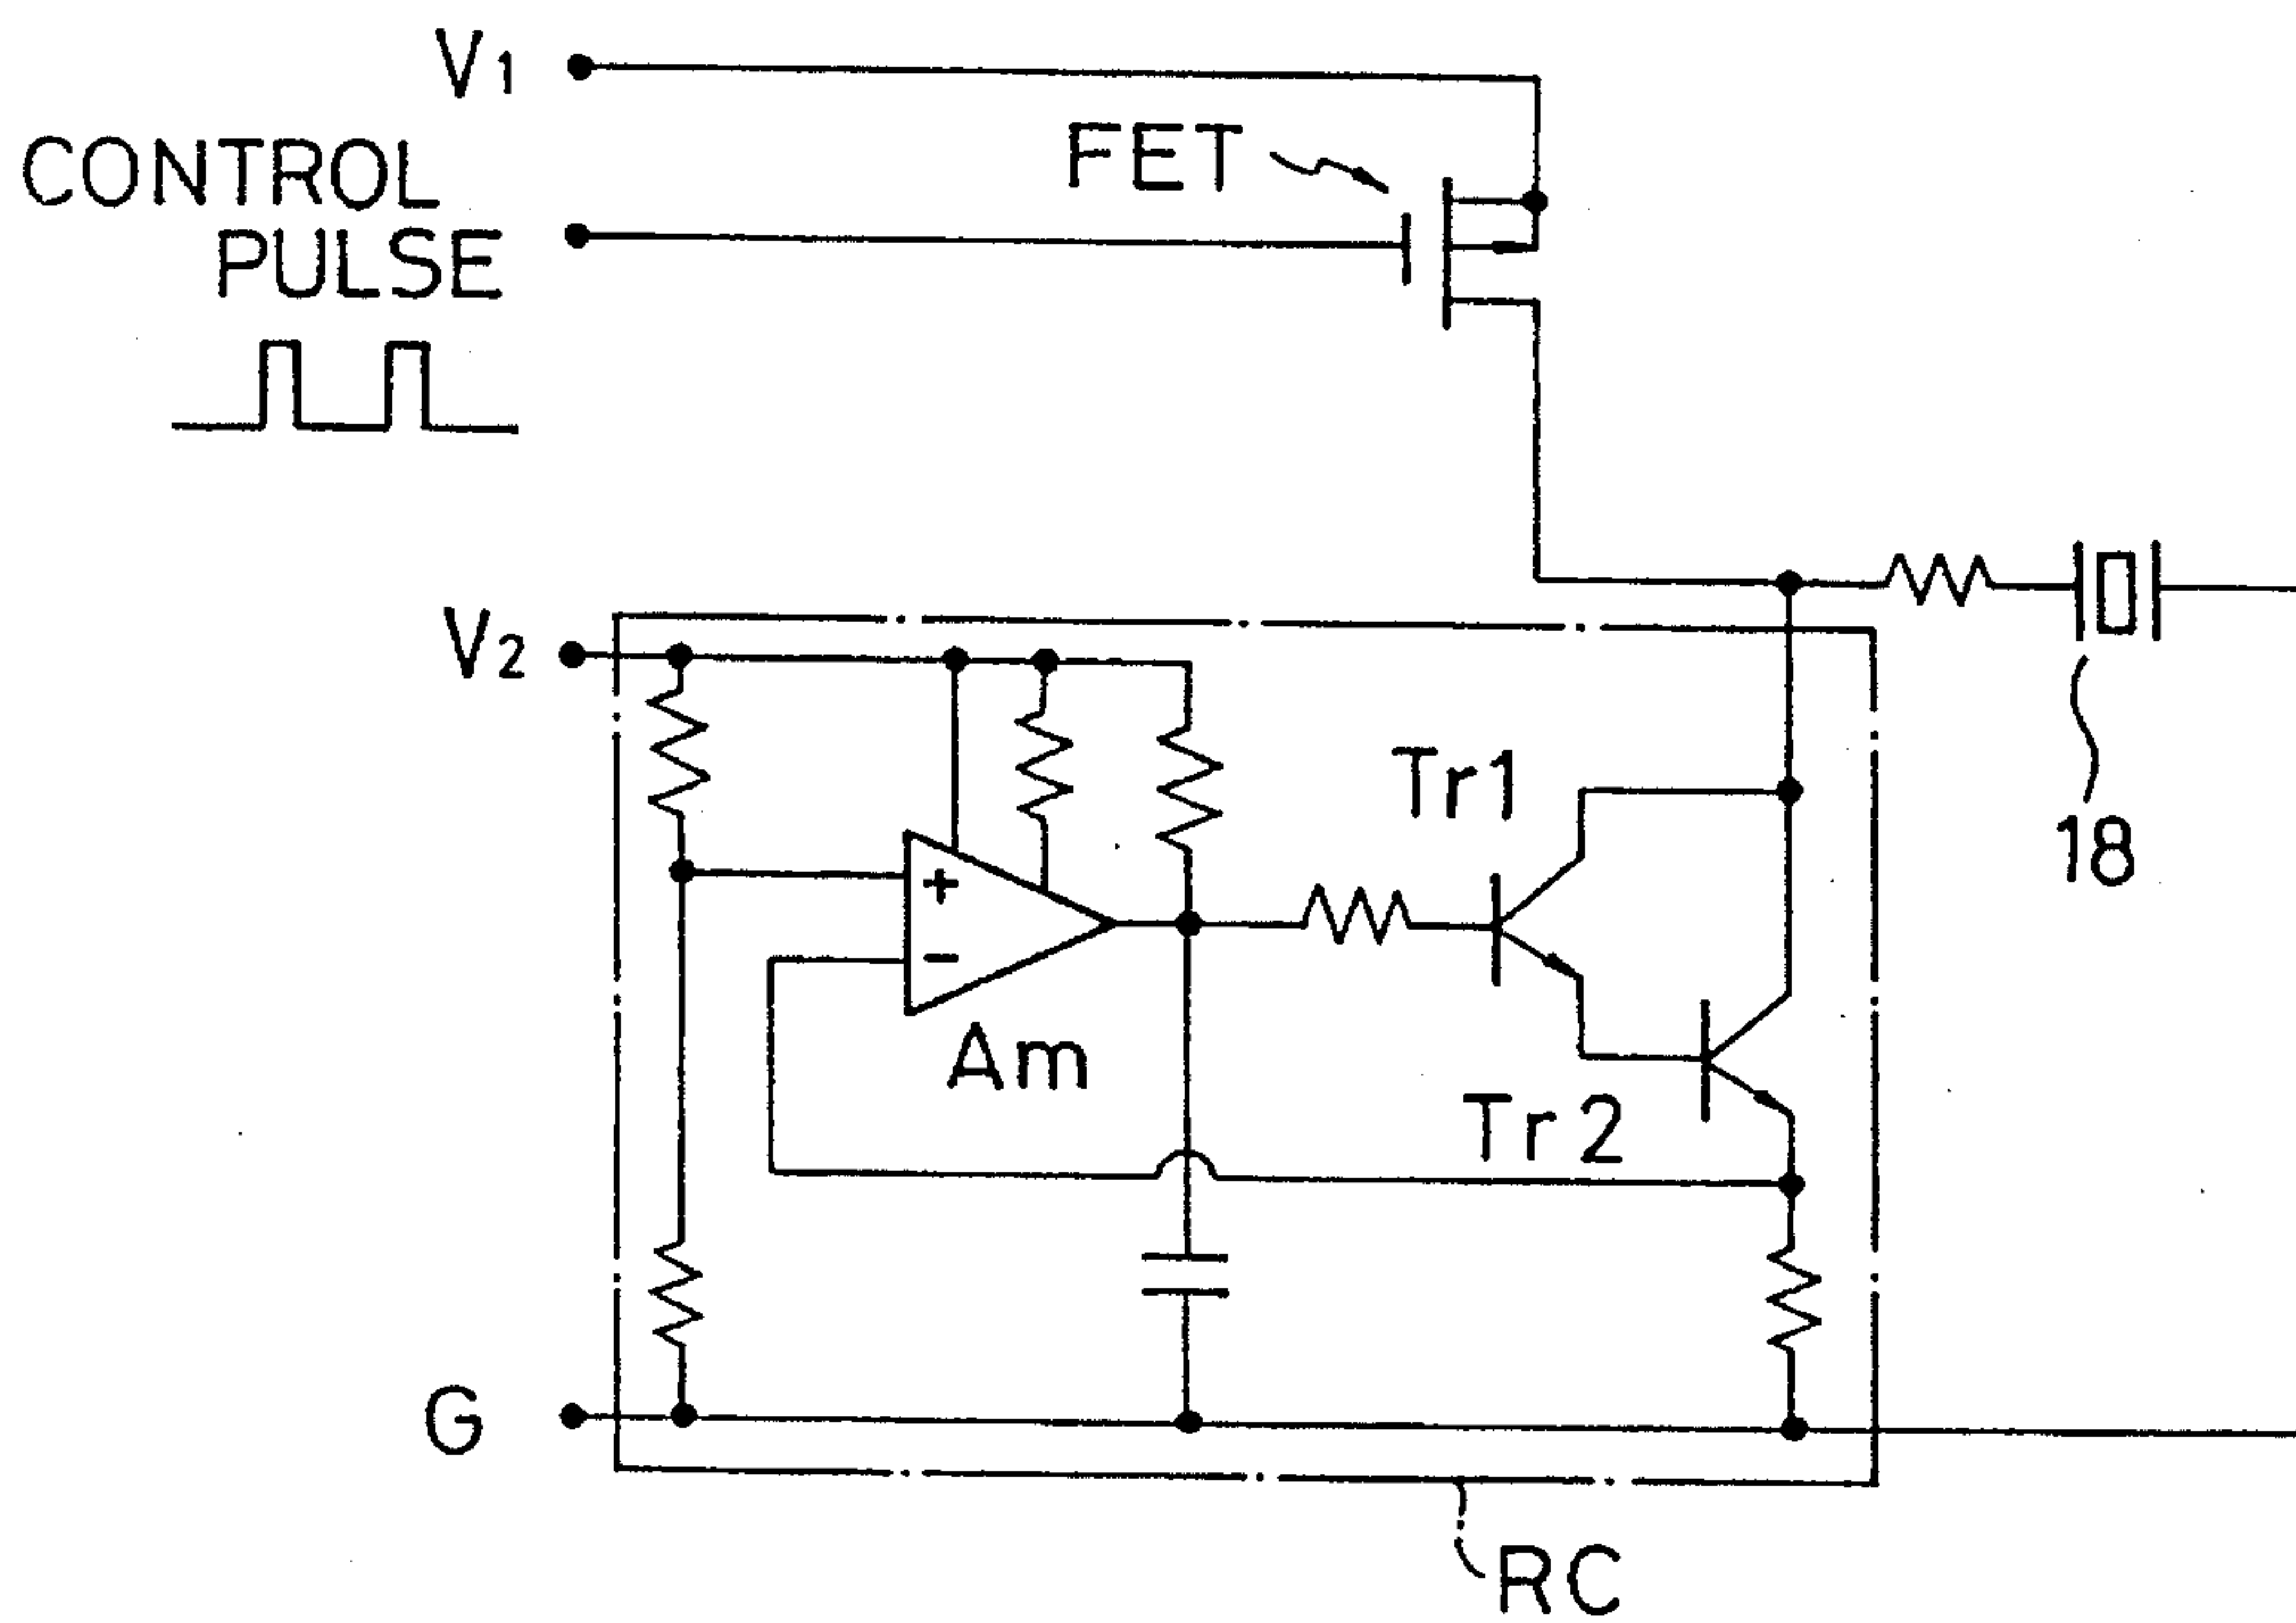 V1
CONTROL
PULSE
FET
V2
Tr1
18
+
-
Am
Tr2
G
RC